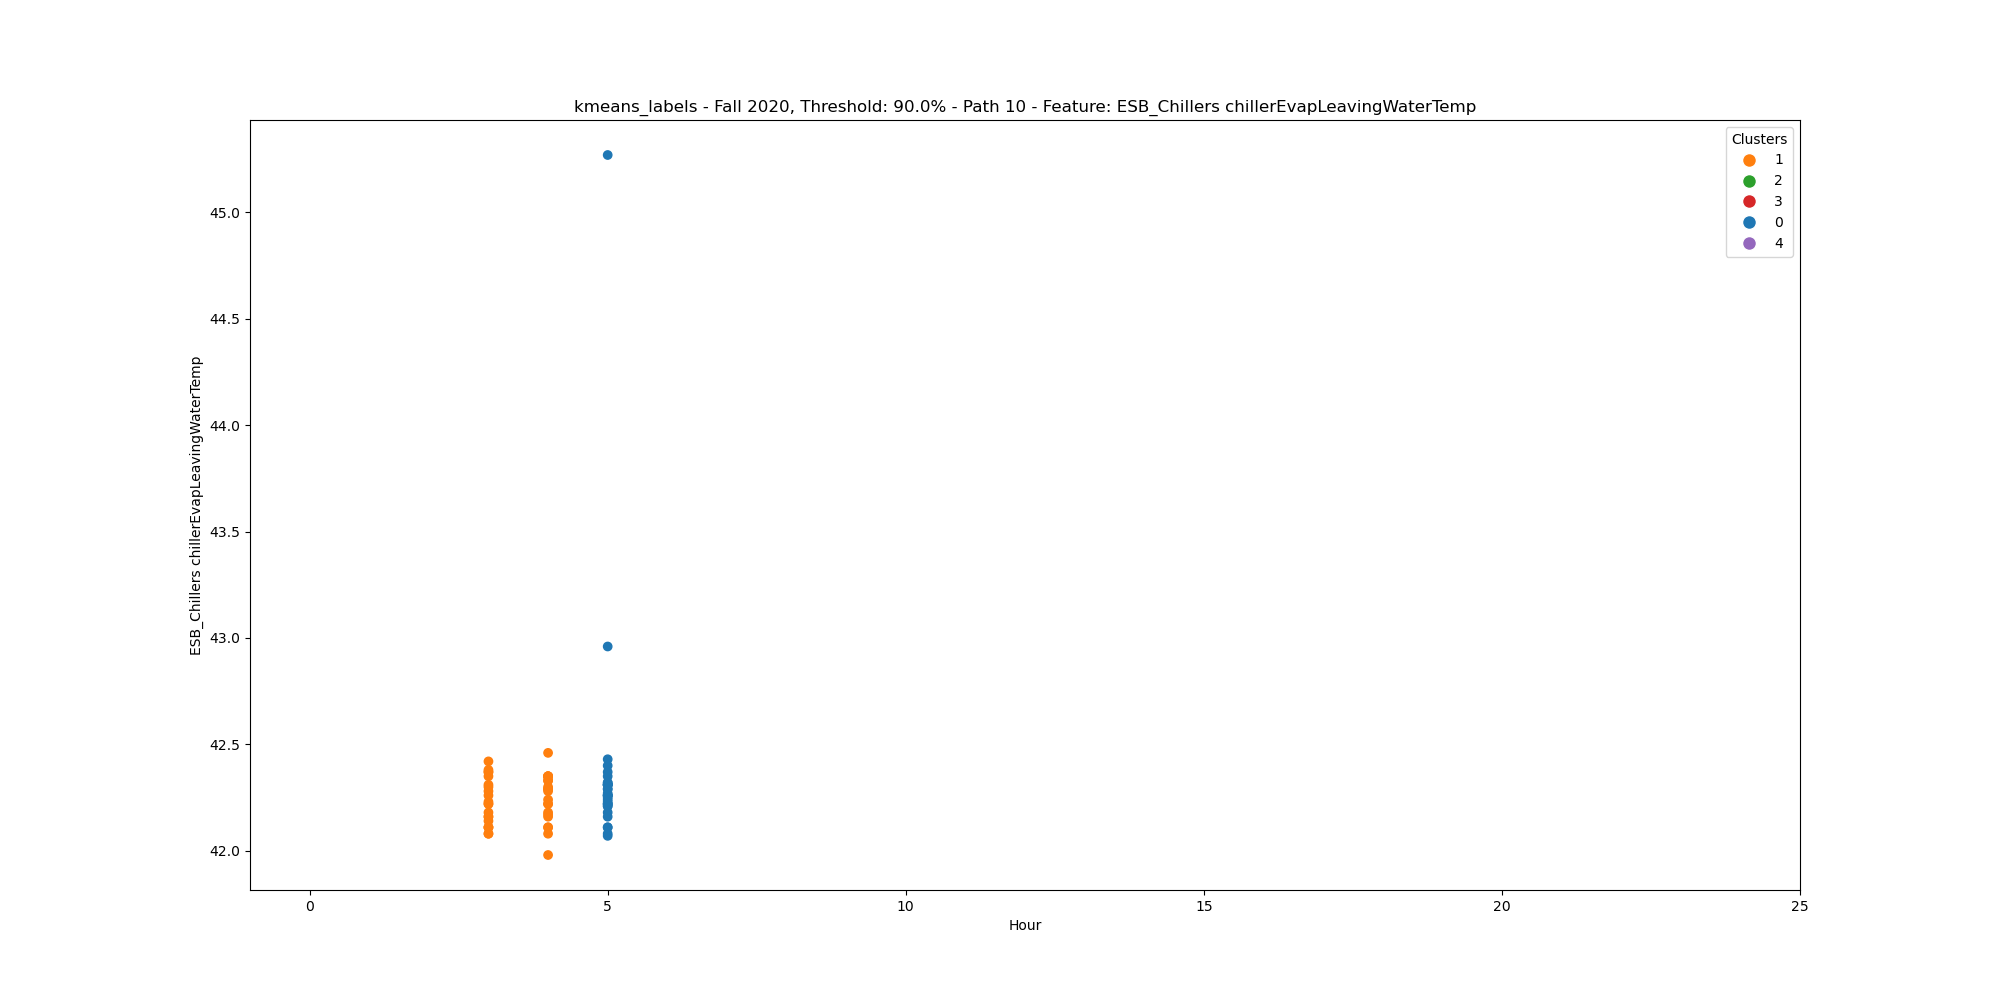 kmeans_labels - Fall 2020, Threshold: 90.0% - Path 10 - Feature: ESB_Chillers chillerEvapLeavingWaterTemp
Clusters
1
2
3
0
4
45.0
44.5
44.0
43.5
43.0
42.5
42.0
ESB_Chillers chillerEvapLeavingWaterTemp
0 5 10 15 20 25
Hour